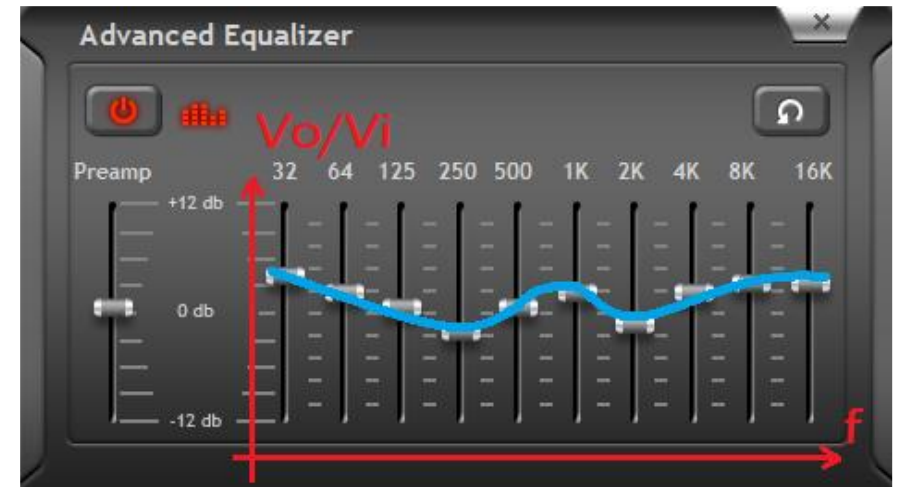 Advanced Equalizer
Vo/Vi
Preamp 32 64 125 250 500 1K 2K 4K 8K 16K
+12 db
0 db
-12 db
f